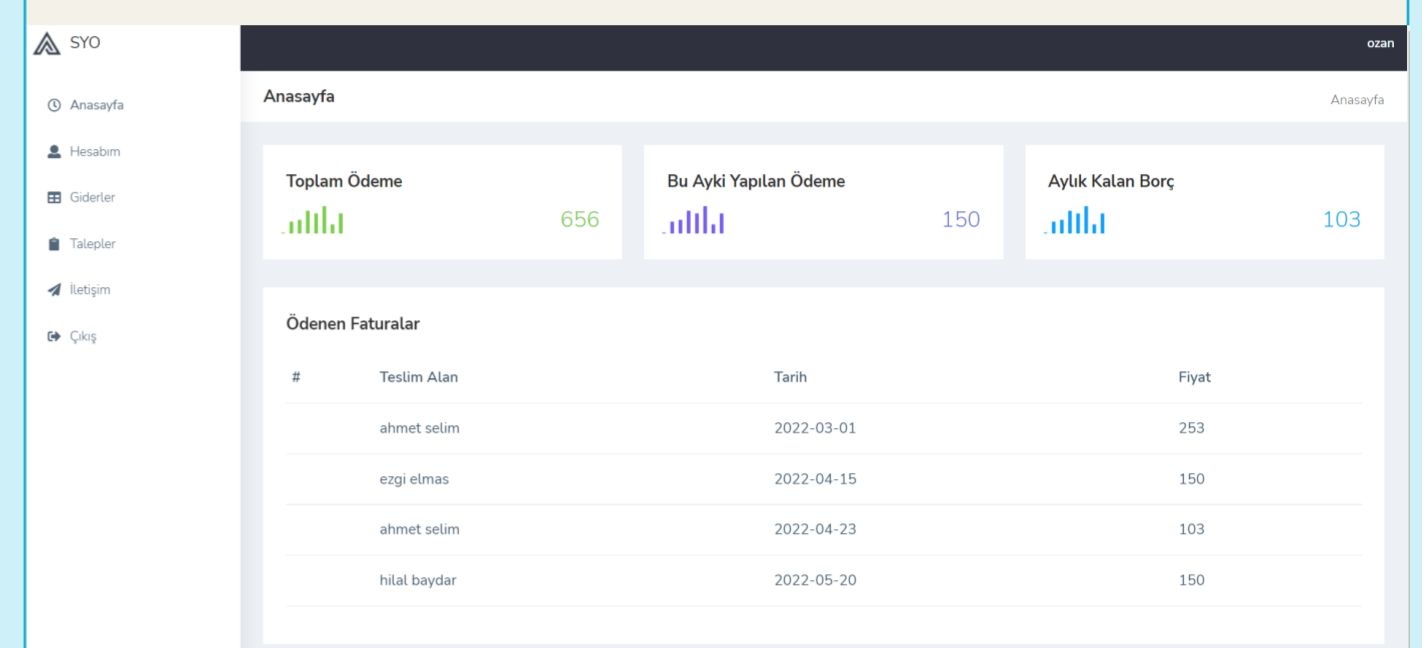 SYO
ozan
Anasayfa
Hesabım
Giderler
Talepler
İletişim
Çıkış
Anasayfa
Anasayfa
Toplam Ödeme
656
Bu Ayki Yapılan Ödeme
150
Aylık Kalan Borç
103
Ödenen Faturalar
# Teslim Alan Tarih Fiyat
ahmet selim 2022-03-01 253
ezgi elmas 2022-04-15 150
ahmet selim 2022-04-23 103
hilal baydar 2022-05-20 150